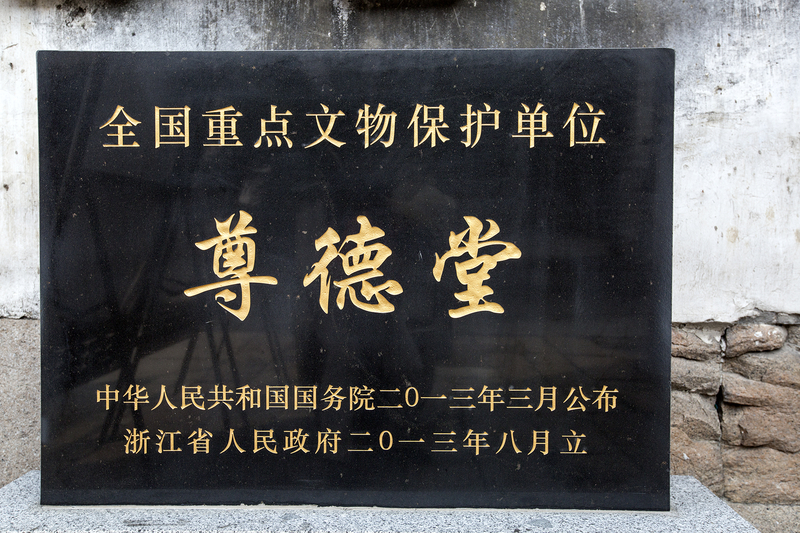 全国重点文物保护单位
尊德堂
中华人民共和国国务院二0一三年三月公布
浙江省人民政府二0一三年八月立